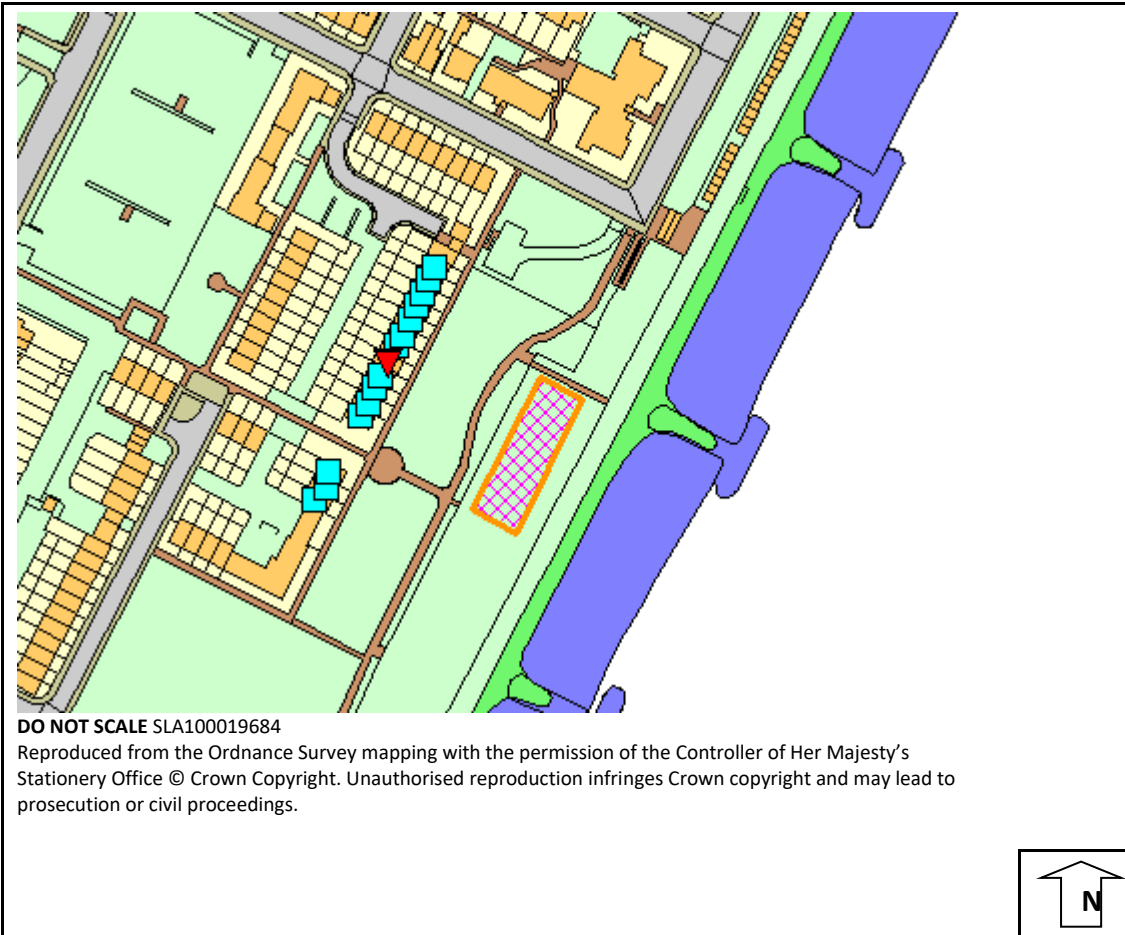 DO NOT SCALE SLA100019684
Reproduced from the Ordnance Survey mapping with the permission of the Controller of Her Majesty’s
Stationery Office © Crown Copyright. Unauthorised reproduction infringes Crown copyright and may lead to
prosecution or civil proceedings.
N